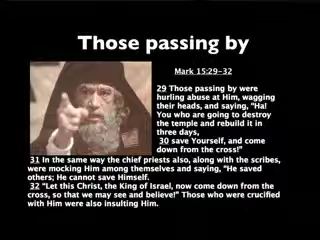 Those passing by
Mark 15:29-32
29 Those passing by were
hurling abuse at Him, wagging
their heads, and saying, "Ha!
You who are going to destroy
the temple and rebuild it in
three days,
30 save Yourself, and come
down from the cross!"
31 In the same way the chief priests also, along with the scribes,
were mocking Him among themselves and saying, "He saved
others; He cannot save Himself.
32 "Let this Christ, the King of Israel, now come down from the
cross, so that we may see and believe!" Those who were crucified
with Him were also insulting Him.